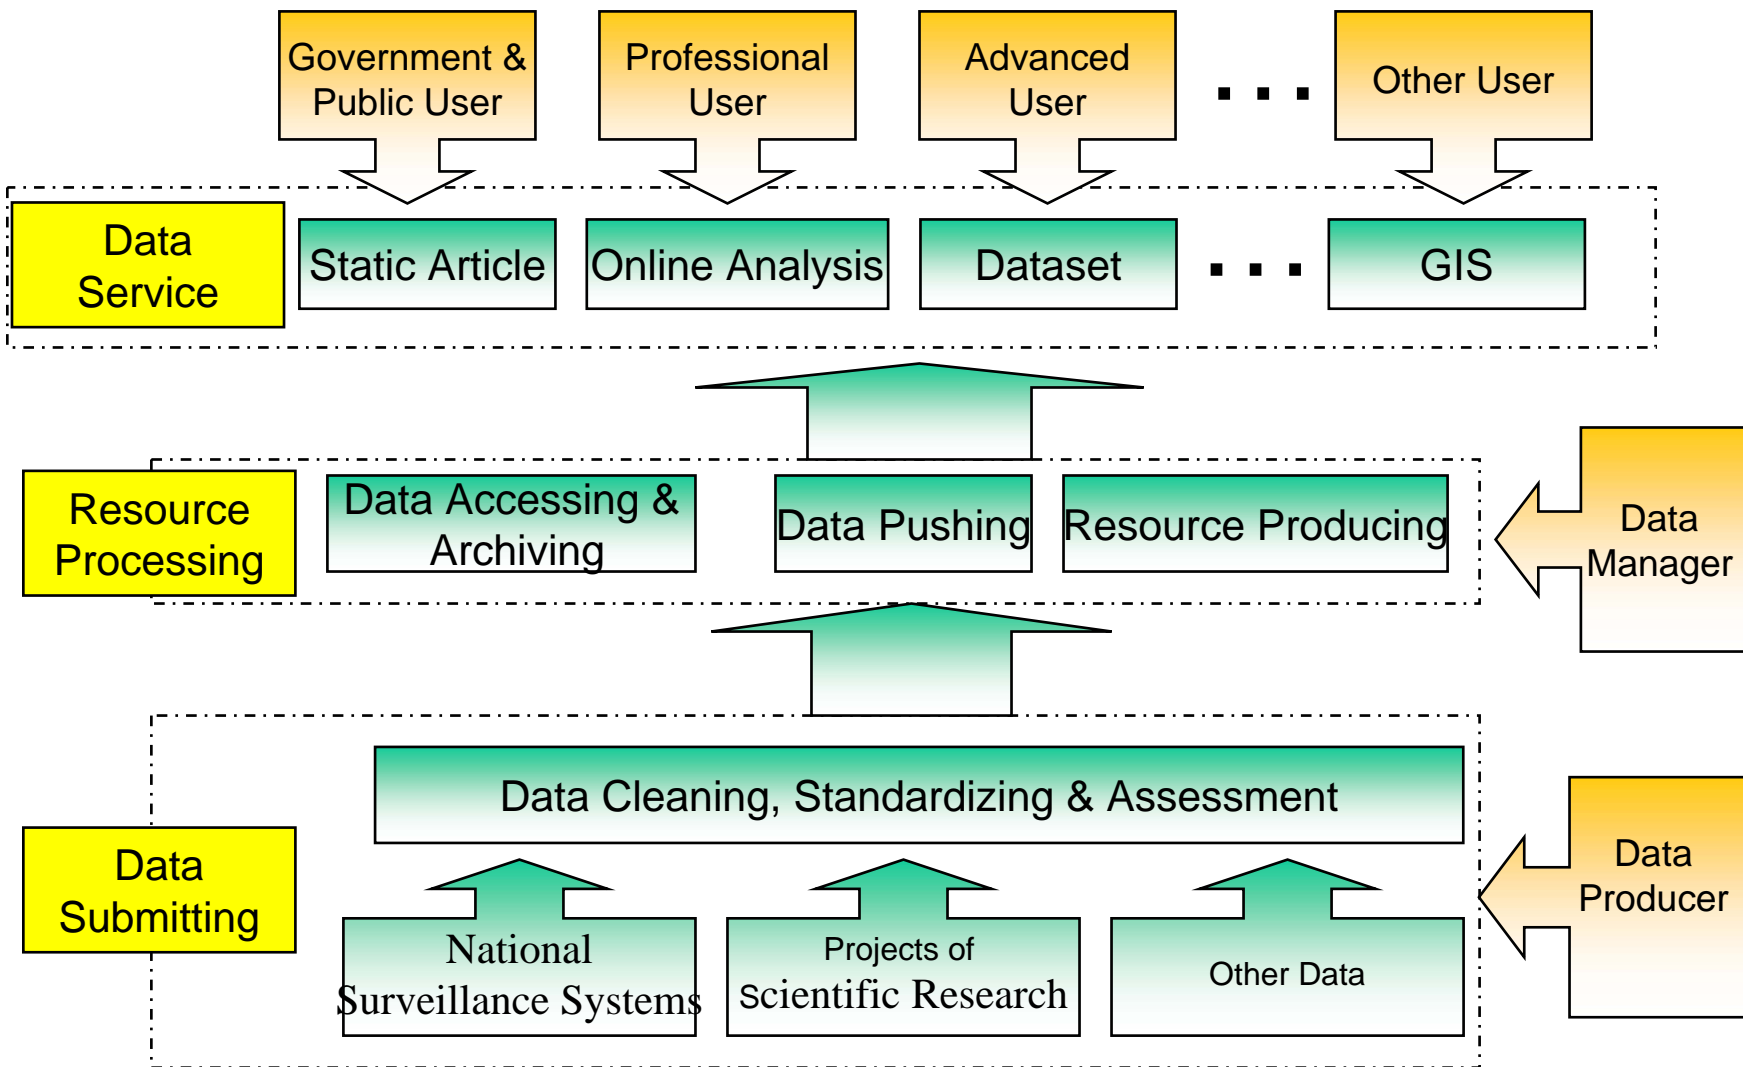 Government &
Public User
Professional
User
Advanced
User
Other User
Data
Service
Static Article
Online Analysis
Dataset
GIS
Resource
Processing
Data Accessing &
Archiving
Data Pushing
Resource Producing
Data
Manager
Data Cleaning, Standardizing & Assessment
Data
Submitting
National
Surveillance Systems
Projects of
Scientific Research
Other Data
Data
Producer